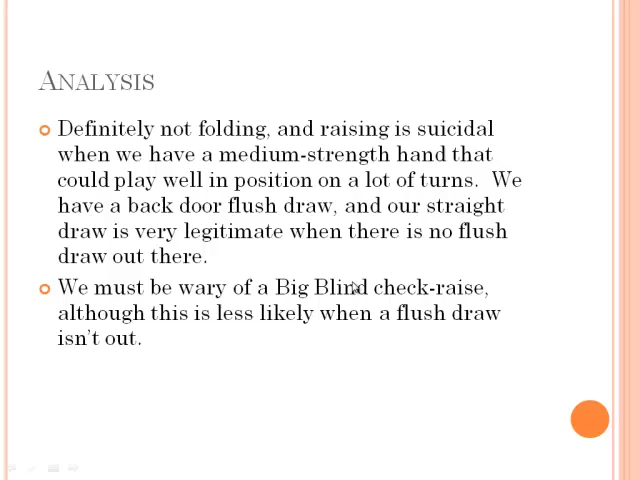 ANALYSIS
Definitely not folding, and raising is suicidal
when we have a medium-strength hand that
could play well in position on a lot of turns.  We
have a back door flush draw, and our straight
draw is very legitimate when there is no flush
draw out there.
We must be wary of a Big Blind check-raise,
although this is less likely when a flush draw
isn't out.